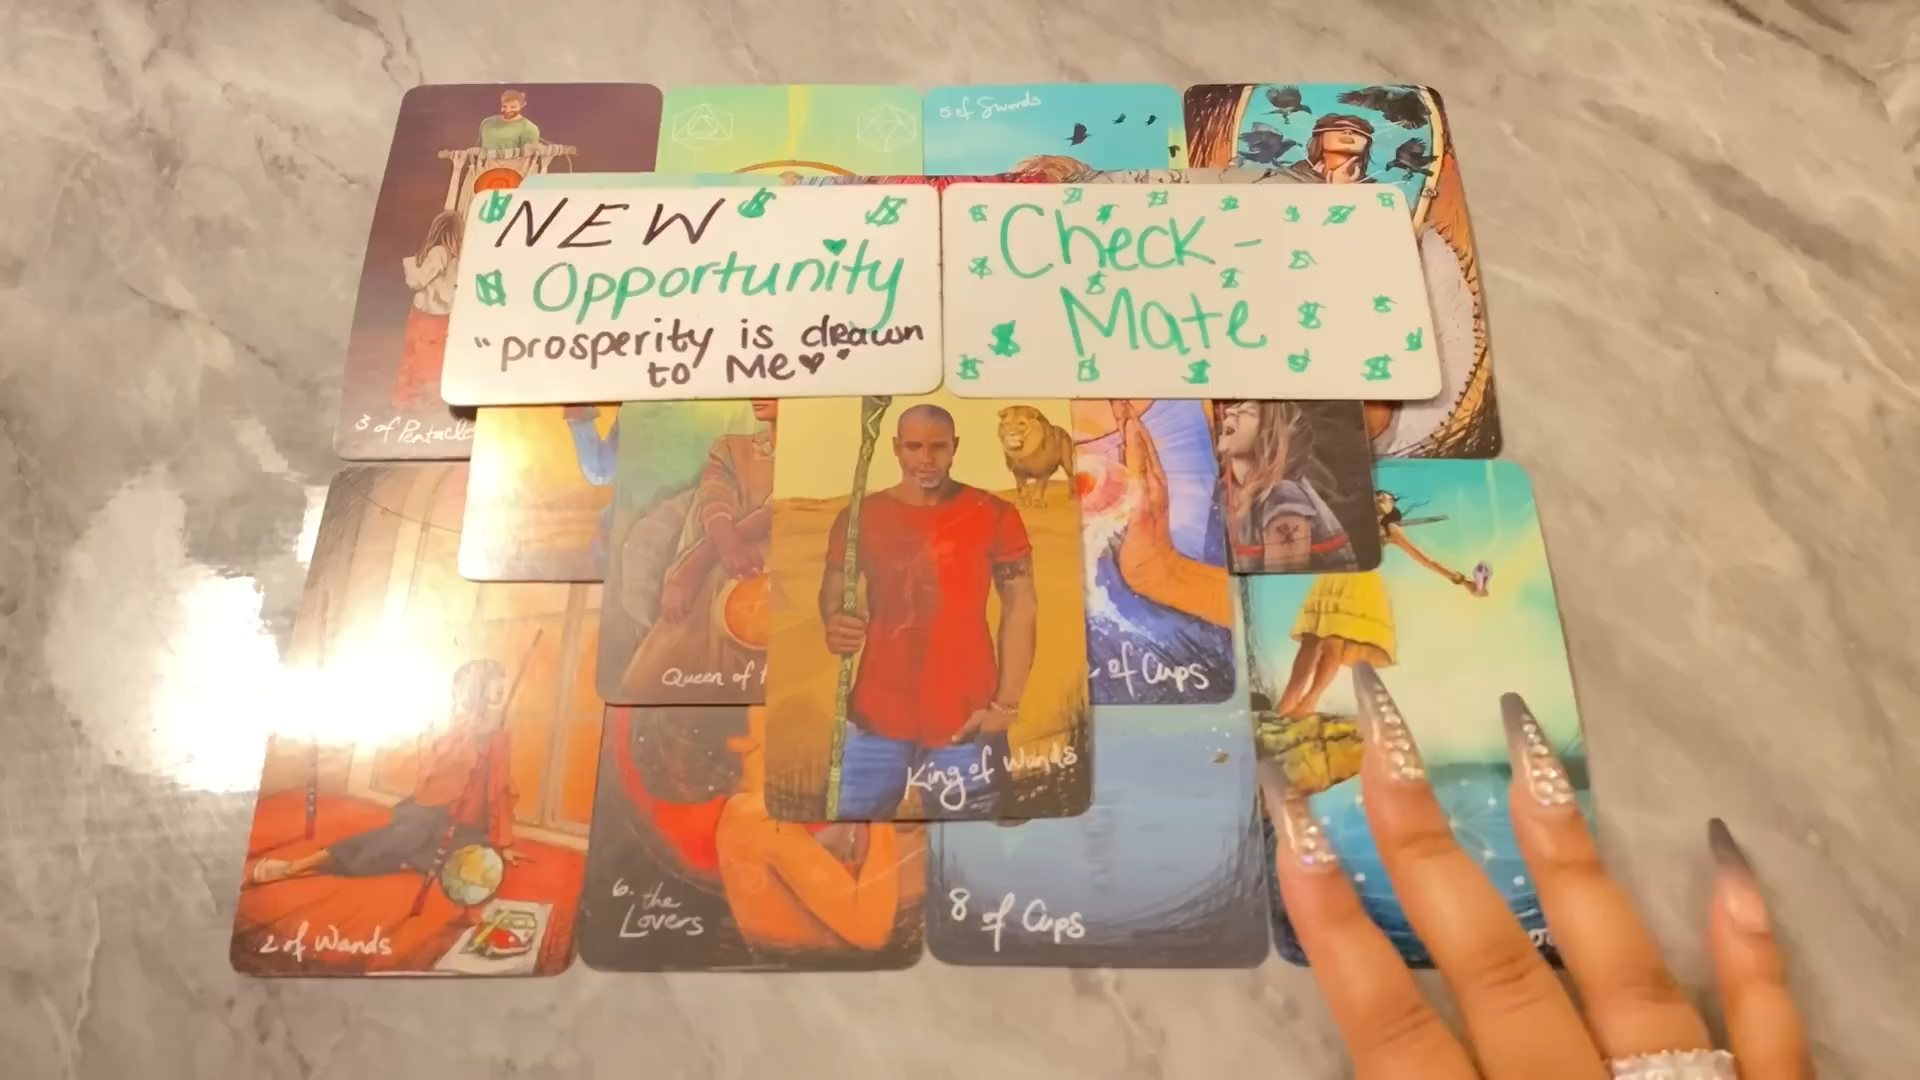 5 of Swords
NEW
Opportunity
"prosperity is drawn
to Me"
Check-
Mate
3 of
Queen of
of Cups
King of Wands
2 of Wands
6. the
Lovers
8 of Cups